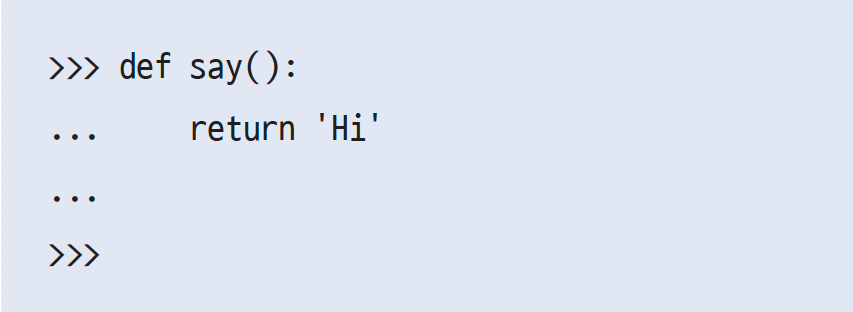 >>> def say():
...     return 'Hi'
...
>>>